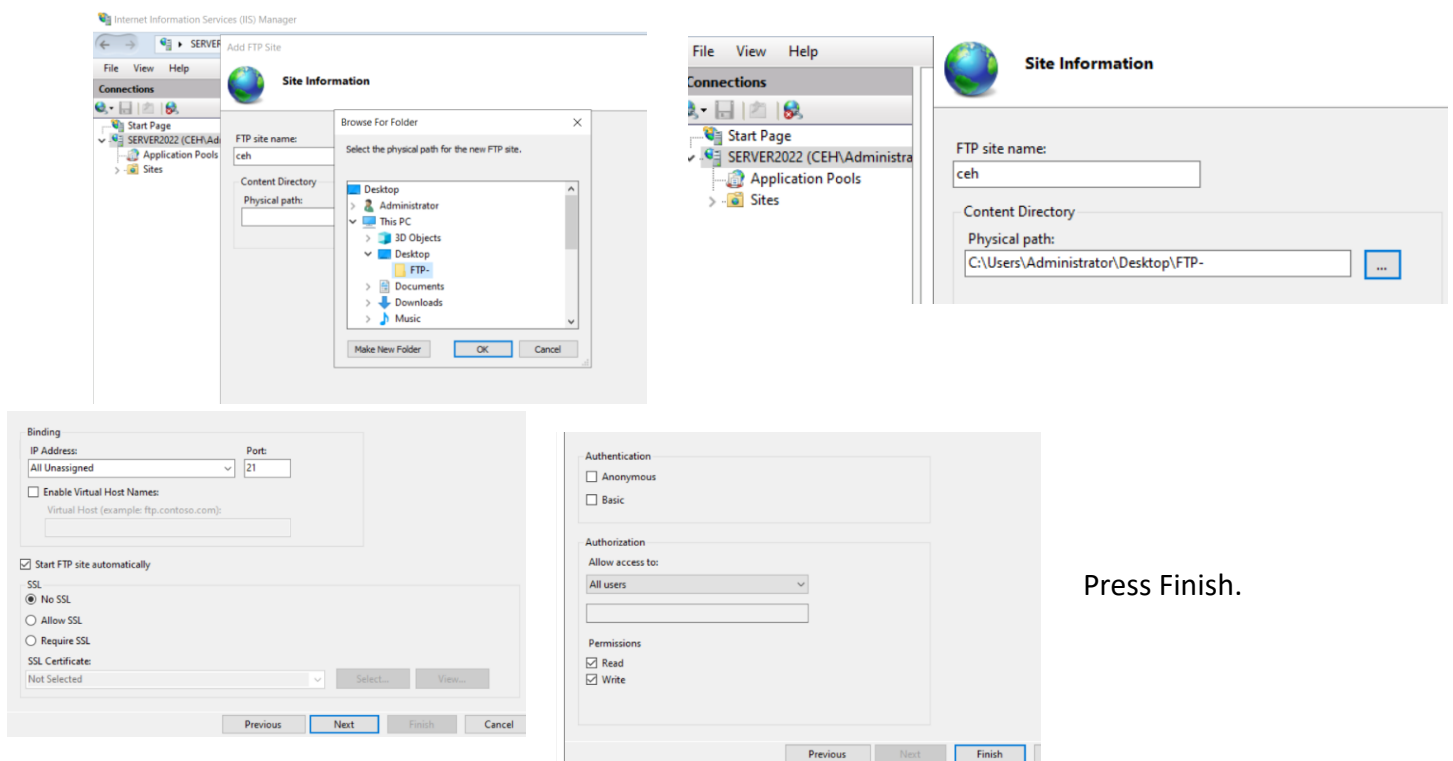 Internet Information Services (IIS) Manager
SERVER
File View Help
Connections
Start Page
SERVER2022 (CEH\Ad
Application Pools
Sites
Add FTP Site
Site Information
FTP site name:
ceh
Content Directory
Physical path:
Browse For Folder
Select the physical path for the new FTP site.
Desktop
Administrator
This PC
3D Objects
Desktop
FTP-
Documents
Downloads
Music
Make New Folder OK Cancel
File View Help
Connections
Start Page
SERVER2022 (CEH\Administra
Application Pools
Sites
Site Information
FTP site name:
ceh
Content Directory
Physical path:
C:\Users\Administrator\Desktop\FTP-
...
Binding
IP Address: Port:
All Unassigned 21
Enable Virtual Host Names:
Virtual Host (example: ftp.contoso.com):
Start FTP site automatically
SSL
No SSL
Allow SSL
Require SSL
SSL Certificate:
Not Selected Select... View...
Previous Next Finish Cancel
Authentication
Anonymous
Basic
Authorization
Allow access to:
All users
Permissions
Read
Write
Previous Next Finish
Press Finish.